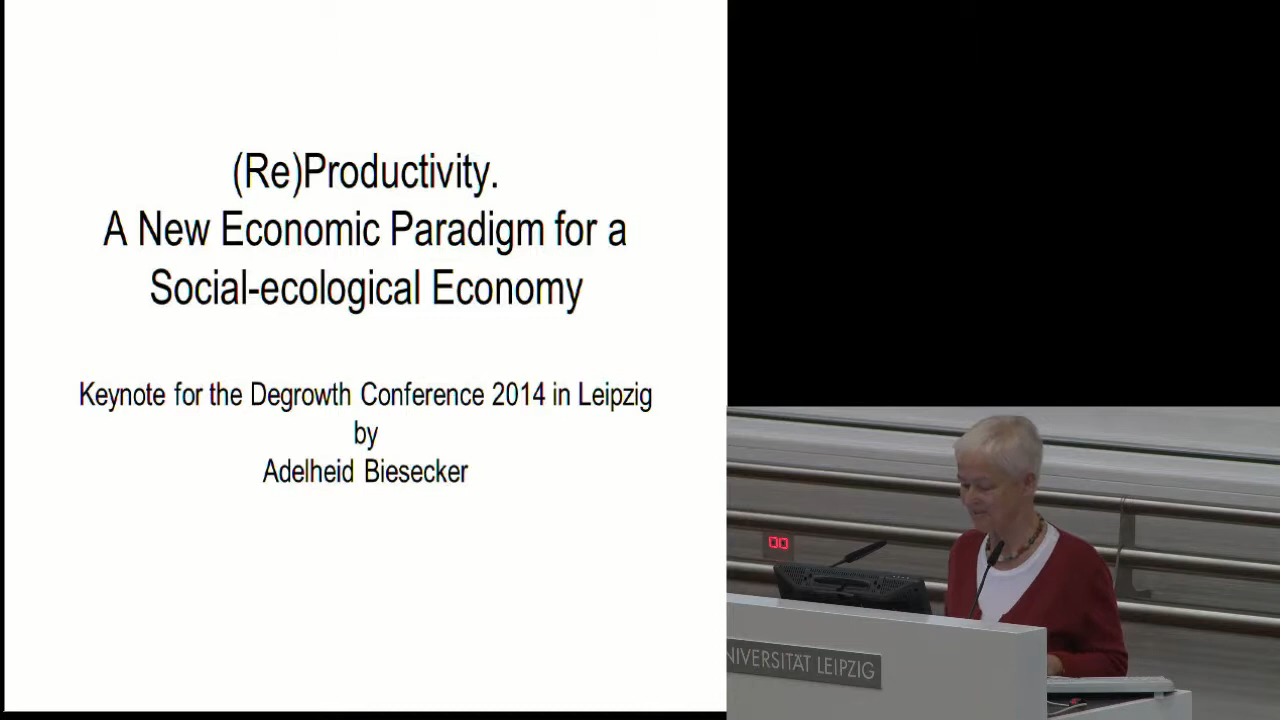 (Re)Productivity.
A New Economic Paradigm for a
Social-ecological Economy
Keynote for the Degrowth Conference 2014 in Leipzig
by
Adelheid Biesecker
00
NIVERSITÄT LEIPZIG